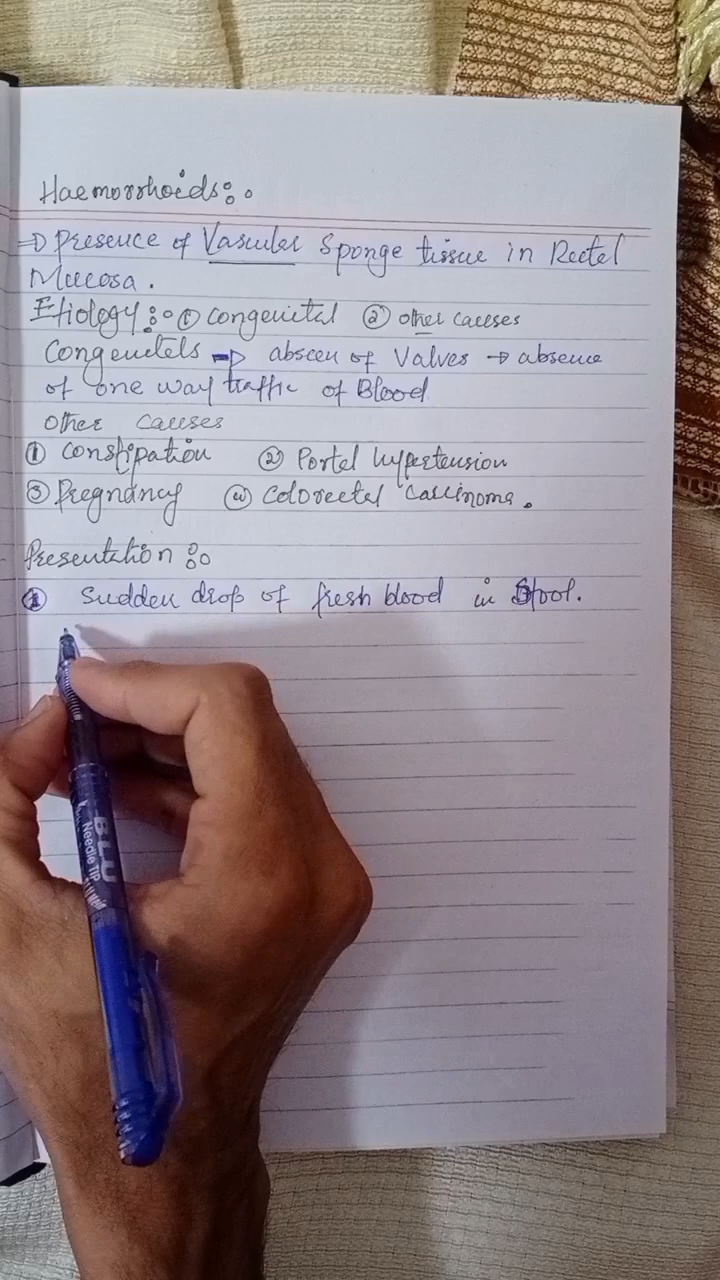 Haemorrhoids:.
⇒ Presence of Vascular Sponge tissue in Rectal
Mucosa.
Etiology:. ① Congenital ② other causes
Congenitals → absceen of Valves → absence
of one way traffic of Blood
other causes
① Constipation ② Portal hypertension
③ Pregnancy ④ Colorectal Carcinoma.
Presentation:.
① Sudden drop of fresh blood in Stool.
BLU
Needle TIP